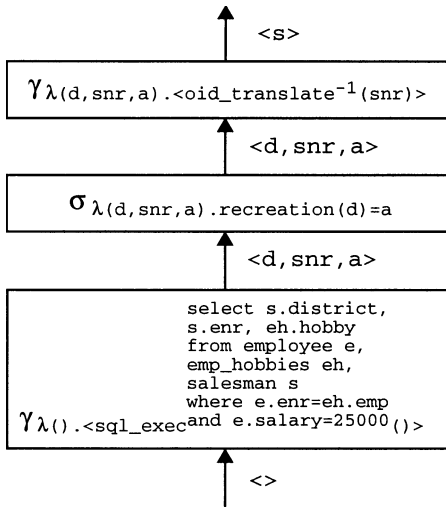 <s>
γλ(d,snr,a).<oid_translate⁻¹(snr)>
<d,snr,a>
σλ(d,snr,a).recreation(d)=a
<d,snr,a>
select s.district,
s.enr, eh.hobby
from employee e,
emp_hobbies eh,
salesman s
where e.enr=eh.emp
and e.salary=25000
γλ().<sql_exec ()>
<>